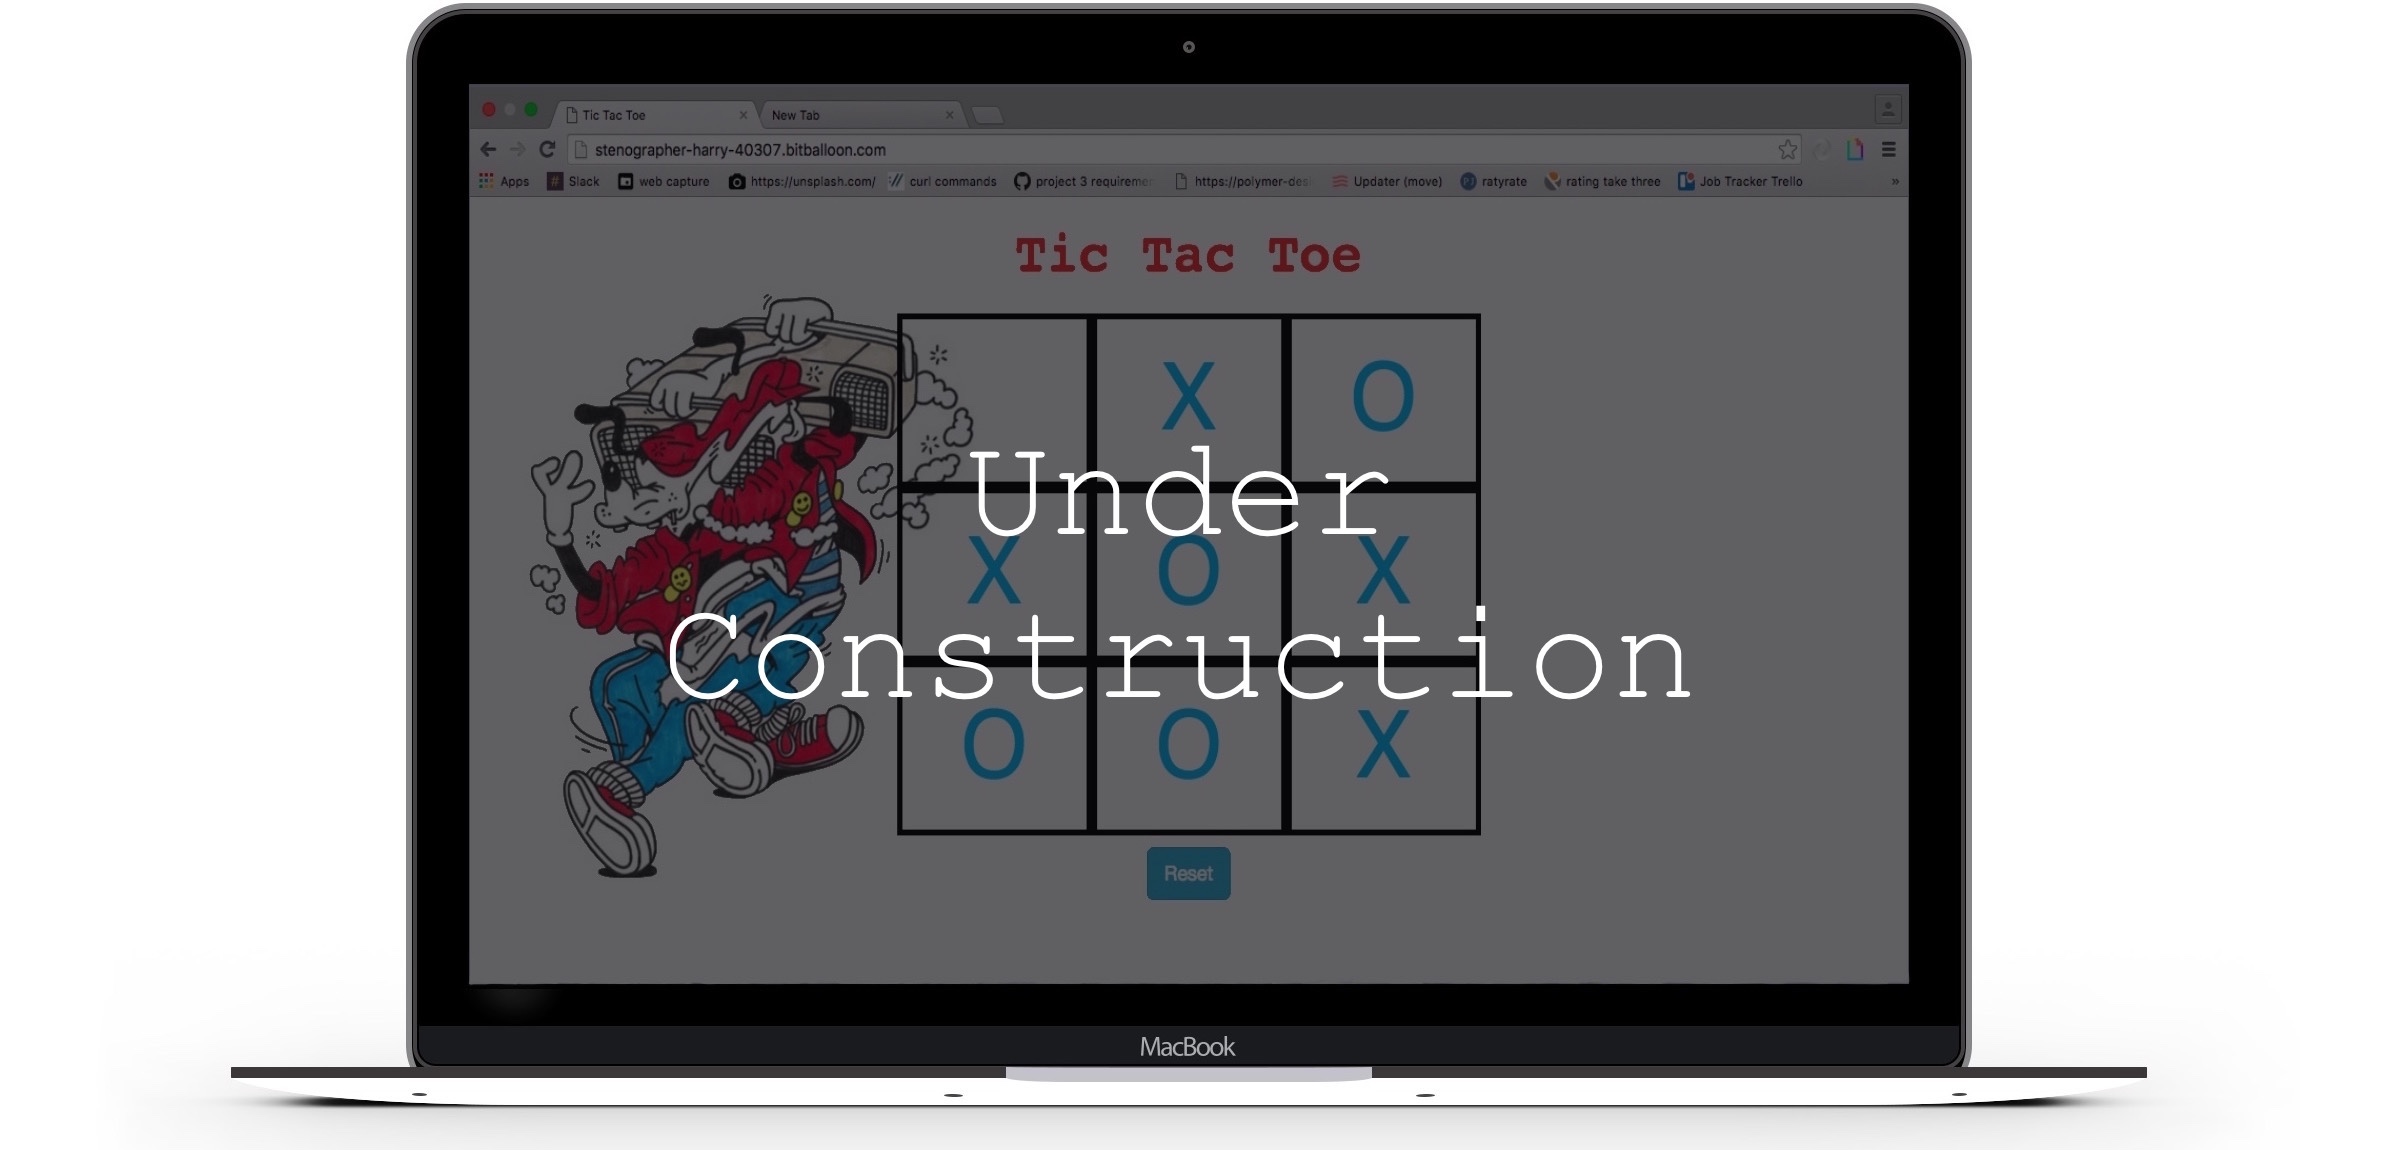 Tic Tac Toe
New Tab
stenographer-harry-40307.bitballoon.com
Apps Slack web capture https://unsplash.com/ curl commands project 3 requiremen https://polymer-des Updater (move) ratyrate rating take three Job Tracker Trello »
Tic Tac Toe
X O
Under
X O X
Construction
O O X
Reset
MacBook